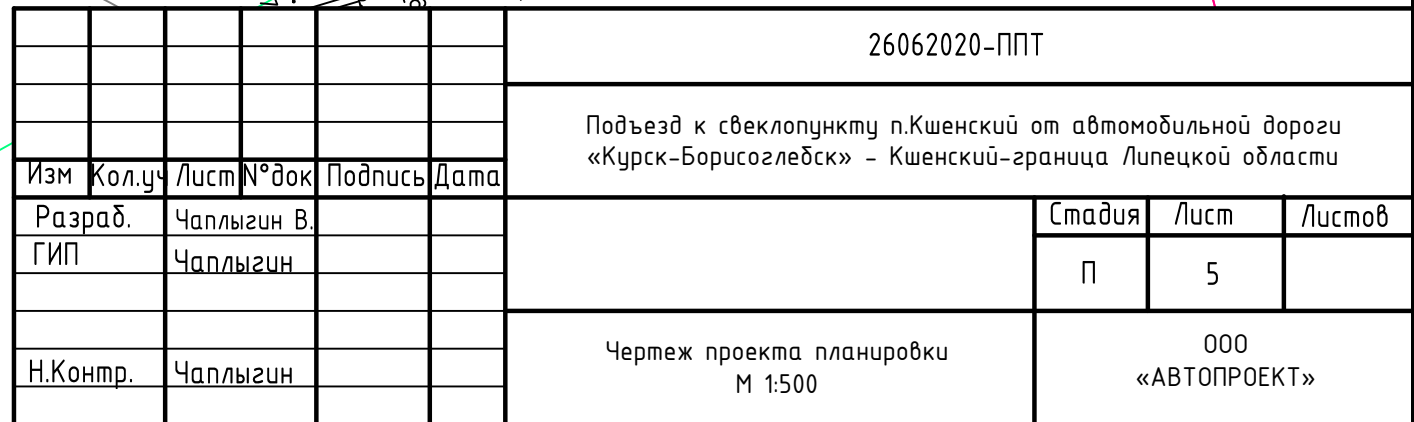 26062020-ППТ
Подъезд к свеклопункту п.Кшенский от автомобильной дороги
«Курск-Борисоглебск» - Кшенский-граница Липецкой области
Изм Кол.уч Лист N°док Подпись Дата
Разраб. Чаплыгин В.
Стадия Лист Листов
ГИП Чаплыгин
П 5
Чертеж проекта планировки
М 1:500
ООО
«АВТОПРОЕКТ»
Н.Контр. Чаплыгин